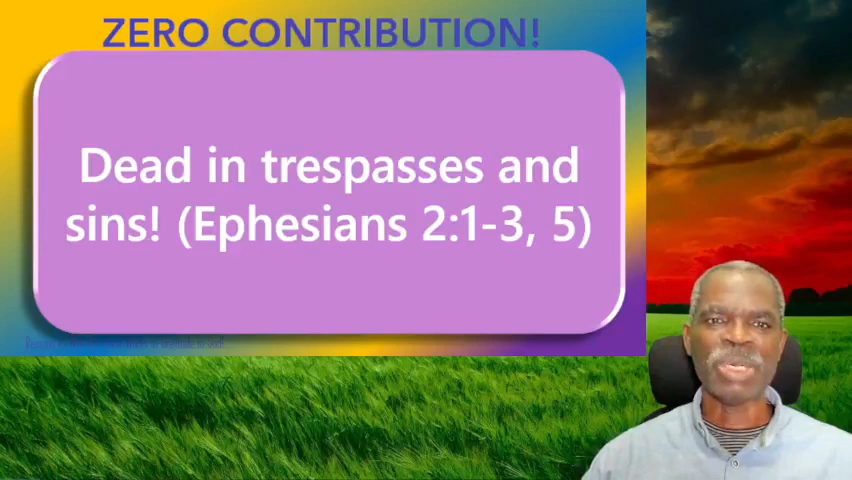 ZERO CONTRIBUTION!
Dead in trespasses and
sins! (Ephesians 2:1-3, 5)